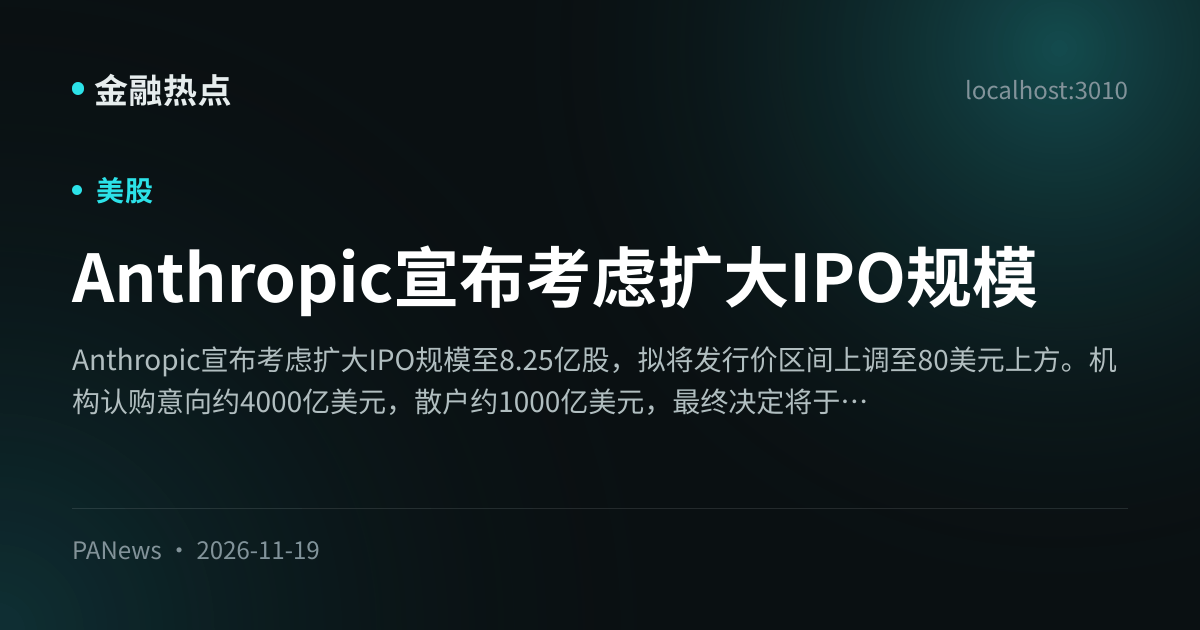 金融热点
localhost:3010
美股
Anthropic宣布考虑扩大IPO规模
Anthropic宣布考虑扩大IPO规模至8.25亿股，拟将发行价区间上调至80美元上方。机
构认购意向约4000亿美元，散户约1000亿美元，最终决定将于…
PANews • 2026-11-19